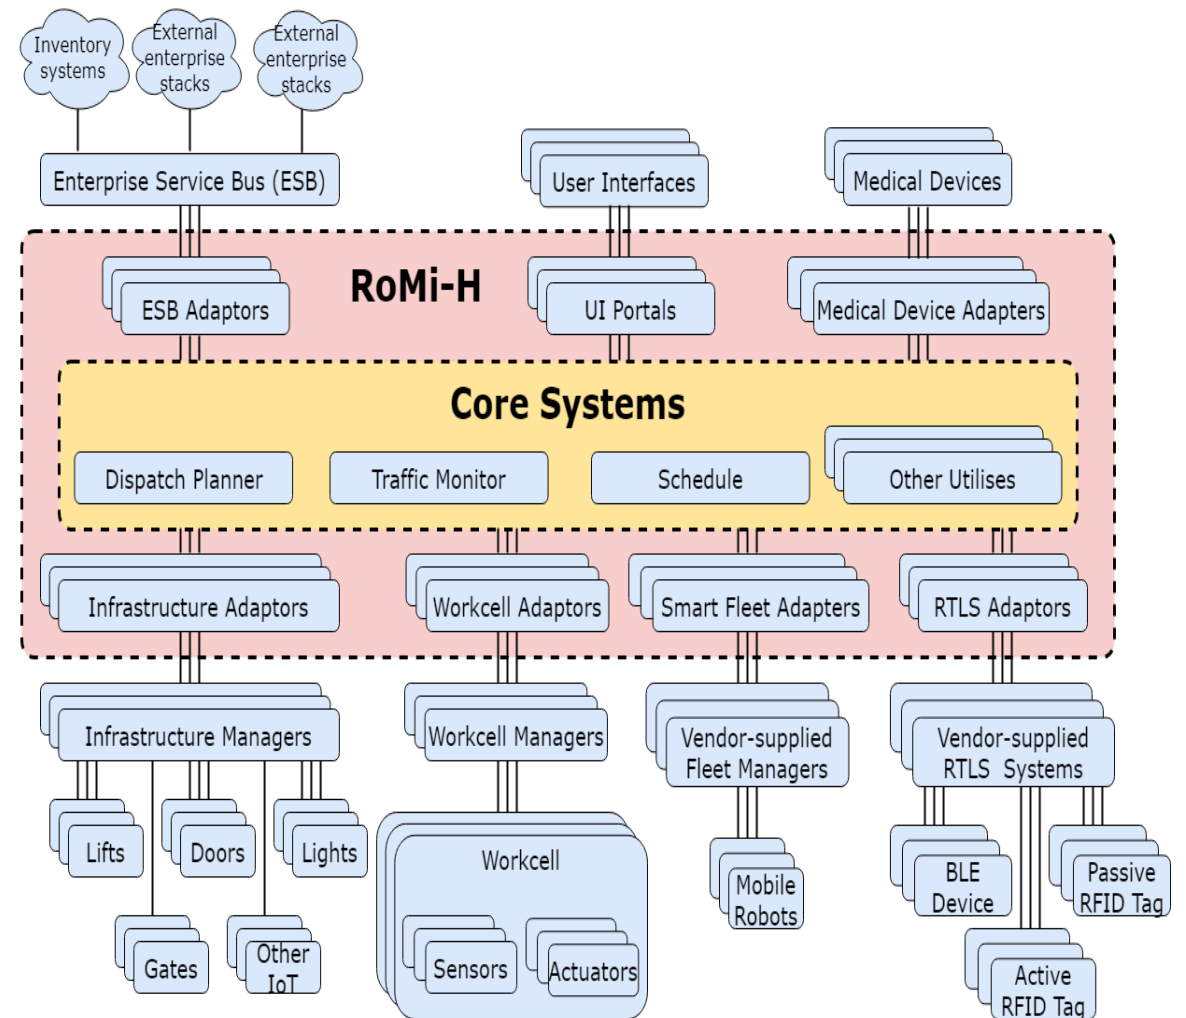 Inventory
systems
External
enterprise
stacks
External
enterprise
stacks
Enterprise Service Bus (ESB)
User Interfaces
Medical Devices
RoMi-H
ESB Adaptors
UI Portals
Medical Device Adapters
Core Systems
Dispatch Planner
Traffic Monitor
Schedule
Other Utilises
Infrastructure Adaptors
Workcell Adaptors
Smart Fleet Adapters
RTLS Adaptors
Infrastructure Managers
Workcell Managers
Vendor-supplied
Fleet Managers
Vendor-supplied
RTLS Systems
Lifts
Doors
Lights
Workcell
Mobile
Robots
BLE
Device
Passive
RFID Tag
Gates
Other
IoT
Sensors
Actuators
Active
RFID Tag